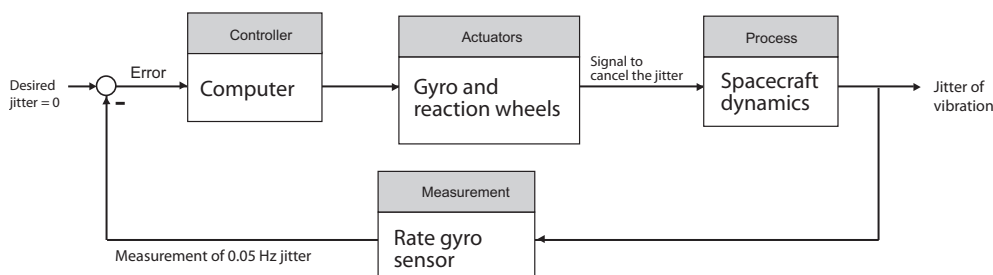 Controller
Actuators
Process
Desired
jitter = 0
Error
Computer
Gyro and
reaction wheels
Signal to
cancel the jitter
Spacecraft
dynamics
Jitter of
vibration
-
Measurement
Rate gyro
sensor
Measurement of 0.05 Hz jitter